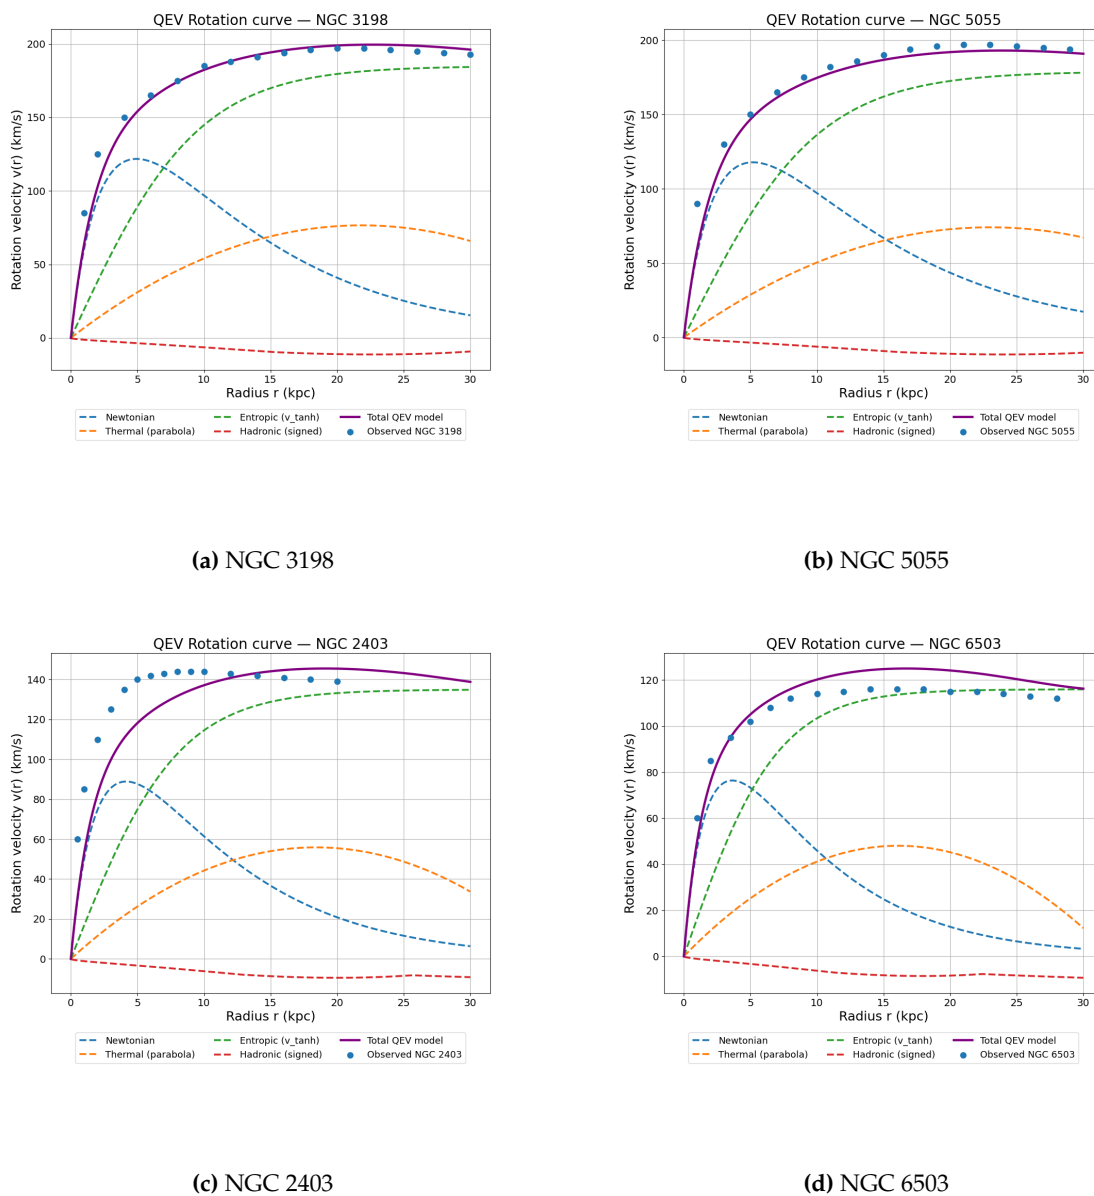 QEV Rotation curve — NGC 3198
Rotation velocity v(r) (km/s)
200
150
100
50
0
0 5 10 15 20 25 30
Radius r (kpc)
Newtonian Entropic (v_tanh) Total QEV model
Thermal (parabola) Hadronic (signed) Observed NGC 3198
(a) NGC 3198
QEV Rotation curve — NGC 5055
Rotation velocity v(r) (km/s)
200
150
100
50
0
0 5 10 15 20 25 30
Radius r (kpc)
Newtonian Entropic (v_tanh) Total QEV model
Thermal (parabola) Hadronic (signed) Observed NGC 5055
(b) NGC 5055
QEV Rotation curve — NGC 2403
Rotation velocity v(r) (km/s)
140
120
100
80
60
40
20
0
0 5 10 15 20 25 30
Radius r (kpc)
Newtonian Entropic (v_tanh) Total QEV model
Thermal (parabola) Hadronic (signed) Observed NGC 2403
(c) NGC 2403
QEV Rotation curve — NGC 6503
Rotation velocity v(r) (km/s)
120
100
80
60
40
20
0
0 5 10 15 20 25 30
Radius r (kpc)
Newtonian Entropic (v_tanh) Total QEV model
Thermal (parabola) Hadronic (signed) Observed NGC 6503
(d) NGC 6503